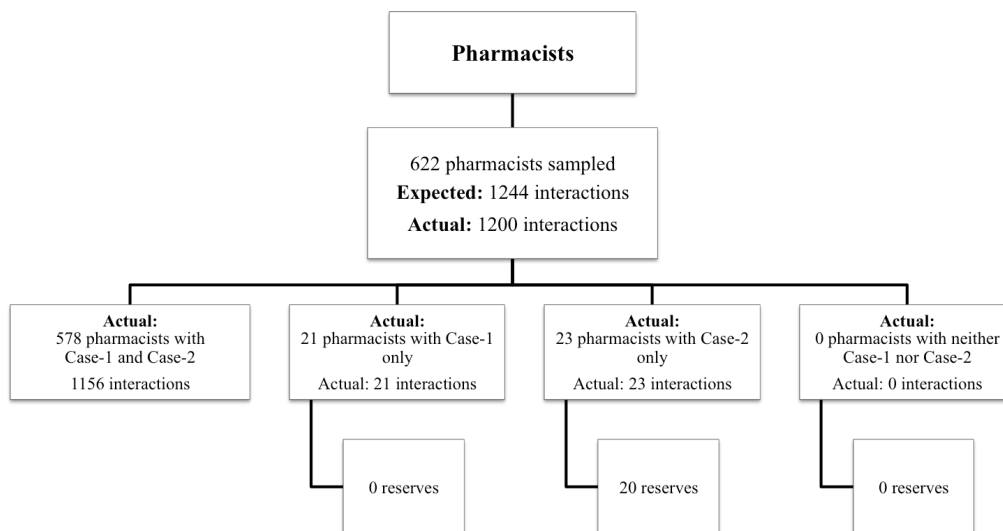 Pharmacists
622 pharmacists sampled
Expected: 1244 interactions
Actual: 1200 interactions
Actual:
578 pharmacists with
Case-1 and Case-2
1156 interactions
Actual:
21 pharmacists with Case-1
only
Actual: 21 interactions
Actual:
23 pharmacists with Case-2
only
Actual: 23 interactions
Actual:
0 pharmacists with neither
Case-1 nor Case-2
Actual: 0 interactions
0 reserves
20 reserves
0 reserves